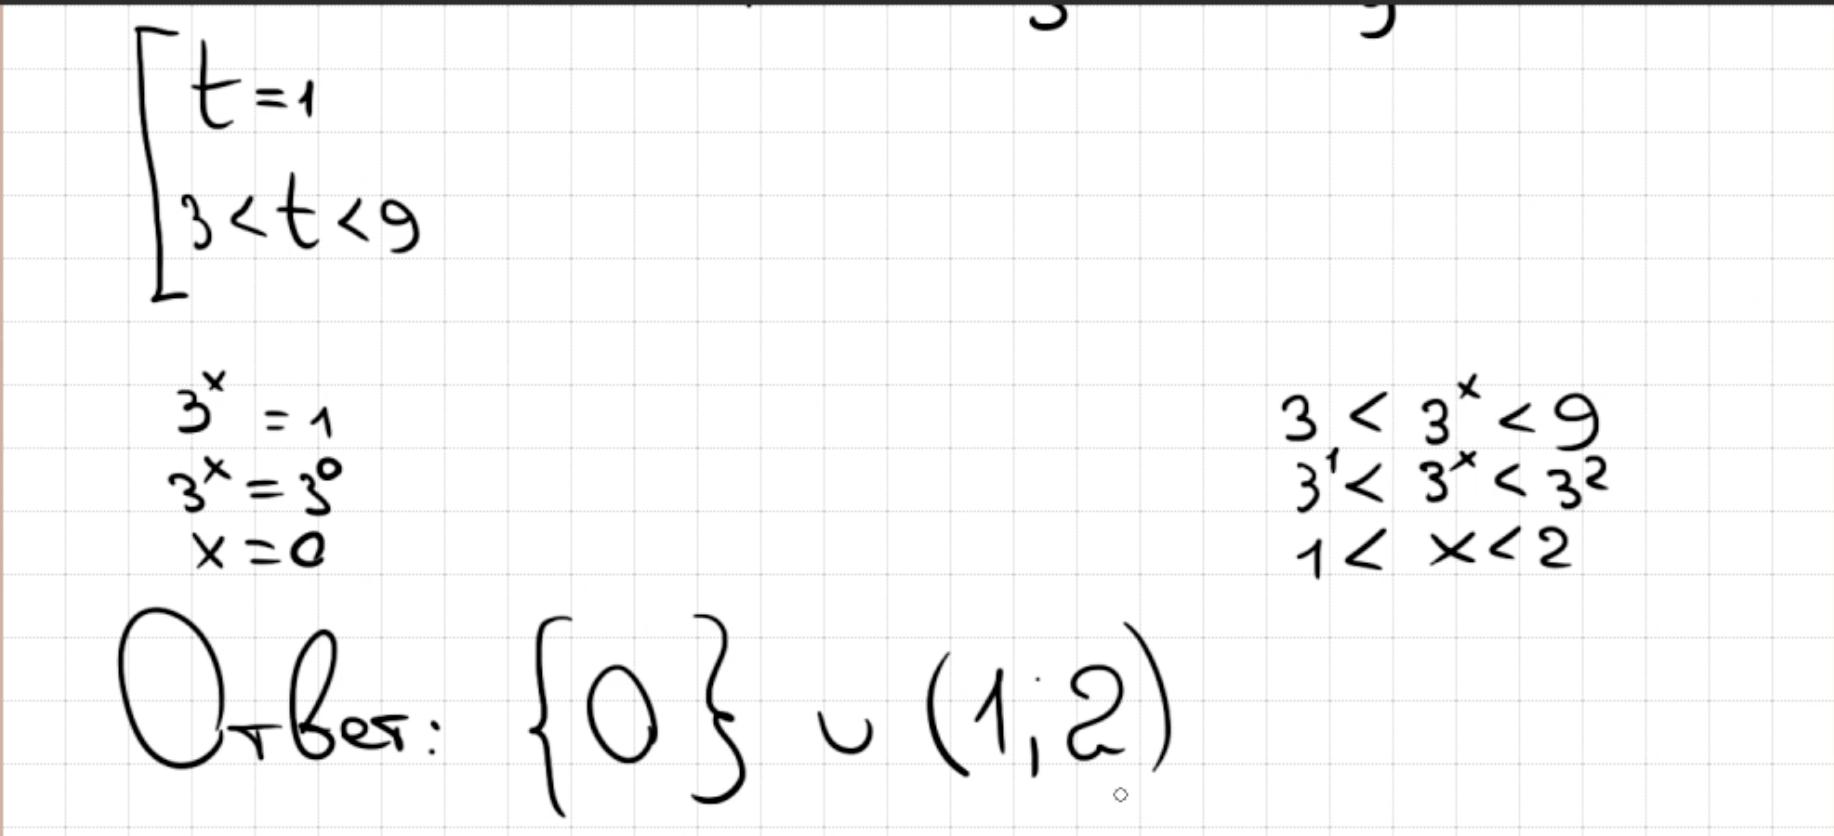 t = 1
3 < t < 9
3^x = 1
3^x = 3^0
x = 0
3 < 3^x < 9
3^1 < 3^x < 3^2
1 < x < 2
Ответ: {0} ∪ (1;2)